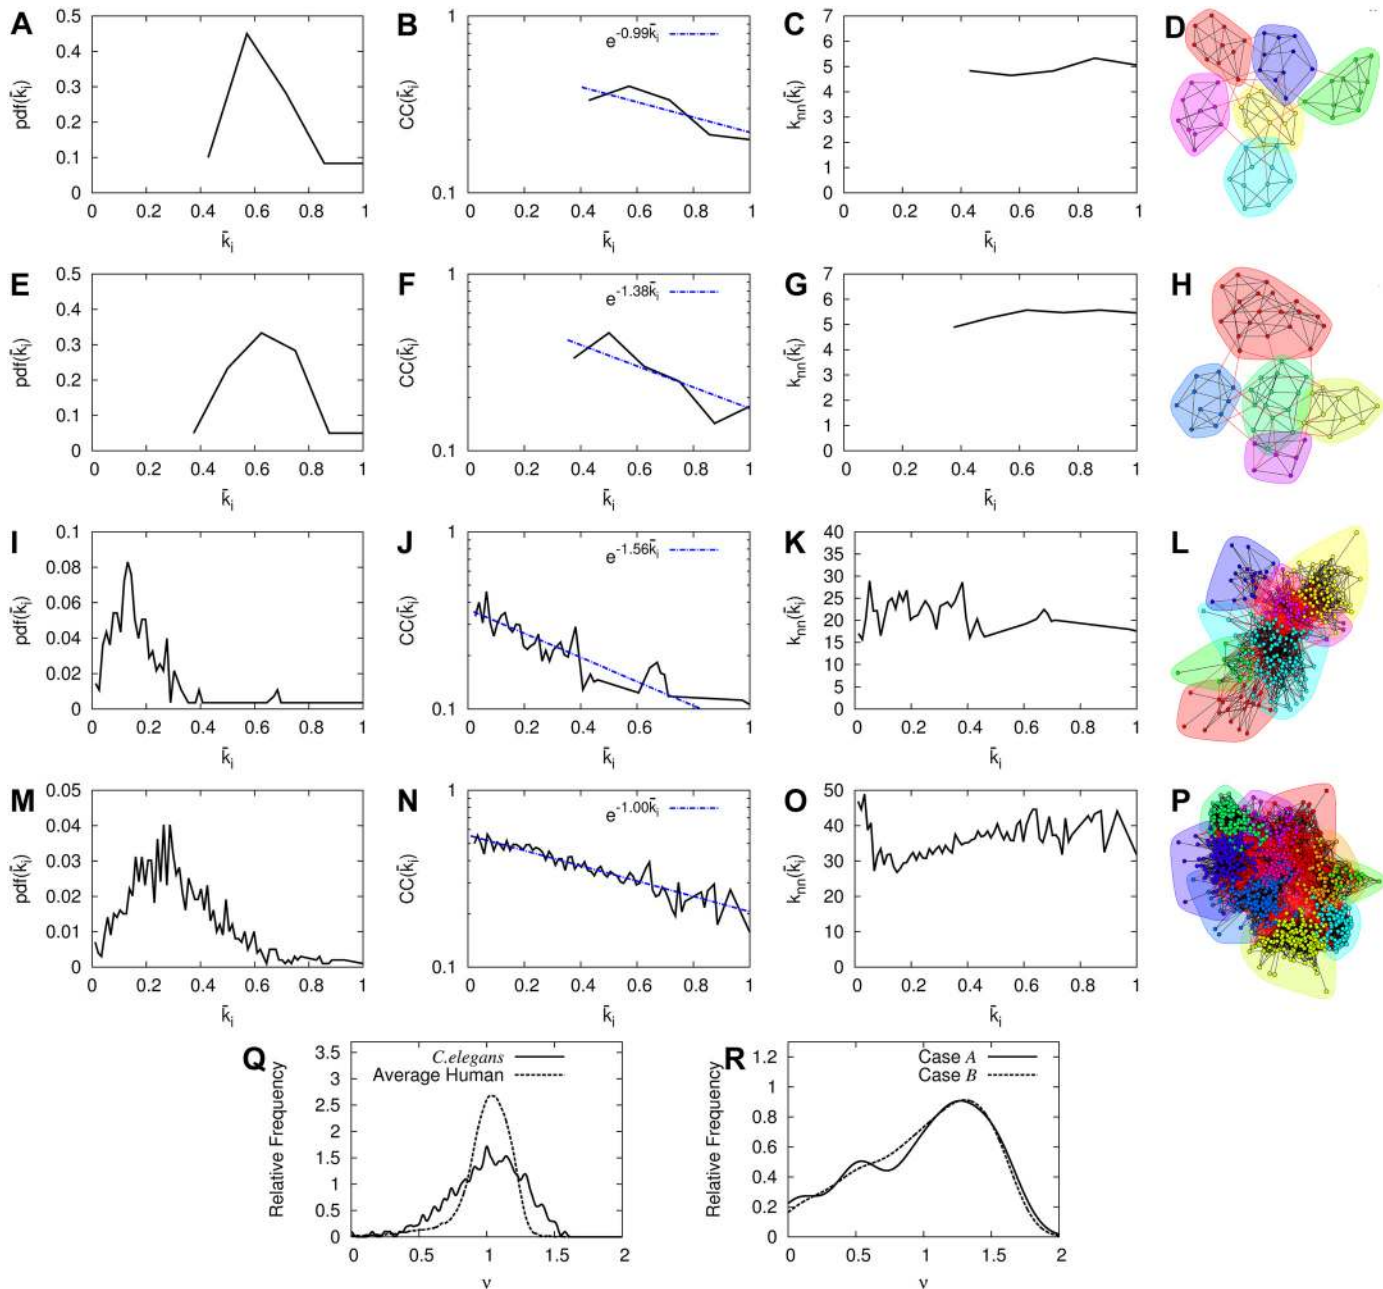 A
pdf(k̄ᵢ)
0.5
0.4
0.3
0.2
0.1
0
0 0.2 0.4 0.6 0.8 1
k̄ᵢ
B
CC(k̄ᵢ)
1
0.1
e^-0.99k̄ᵢ
0 0.2 0.4 0.6 0.8 1
k̄ᵢ
C
kₙₙ(k̄ᵢ)
7
6
5
4
3
2
1
0
0 0.2 0.4 0.6 0.8 1
k̄ᵢ
D
E
pdf(k̄ᵢ)
0.5
0.4
0.3
0.2
0.1
0
0 0.2 0.4 0.6 0.8 1
k̄ᵢ
F
CC(k̄ᵢ)
1
0.1
e^-1.38k̄ᵢ
0 0.2 0.4 0.6 0.8 1
k̄ᵢ
G
kₙₙ(k̄ᵢ)
7
6
5
4
3
2
1
0
0 0.2 0.4 0.6 0.8 1
k̄ᵢ
H
I
pdf(k̄ᵢ)
0.1
0.08
0.06
0.04
0.02
0
0 0.2 0.4 0.6 0.8 1
k̄ᵢ
J
CC(k̄ᵢ)
1
0.1
e^-1.56k̄ᵢ
0 0.2 0.4 0.6 0.8 1
k̄ᵢ
K
kₙₙ(k̄ᵢ)
40
35
30
25
20
15
10
5
0
0 0.2 0.4 0.6 0.8 1
k̄ᵢ
L
M
pdf(k̄ᵢ)
0.05
0.04
0.03
0.02
0.01
0
0 0.2 0.4 0.6 0.8 1
k̄ᵢ
N
CC(k̄ᵢ)
1
0.1
e^-1.00k̄ᵢ
0 0.2 0.4 0.6 0.8 1
k̄ᵢ
O
kₙₙ(k̄ᵢ)
50
40
30
20
10
0
0 0.2 0.4 0.6 0.8 1
k̄ᵢ
P
Q
Relative Frequency
3.5
3
2.5
2
1.5
1
0.5
0
C.elegans
Average Human
0 0.5 1 1.5 2
ν
R
Relative Frequency
1.2
1
0.8
0.6
0.4
0.2
0
Case A
Case B
0 0.5 1 1.5 2
ν